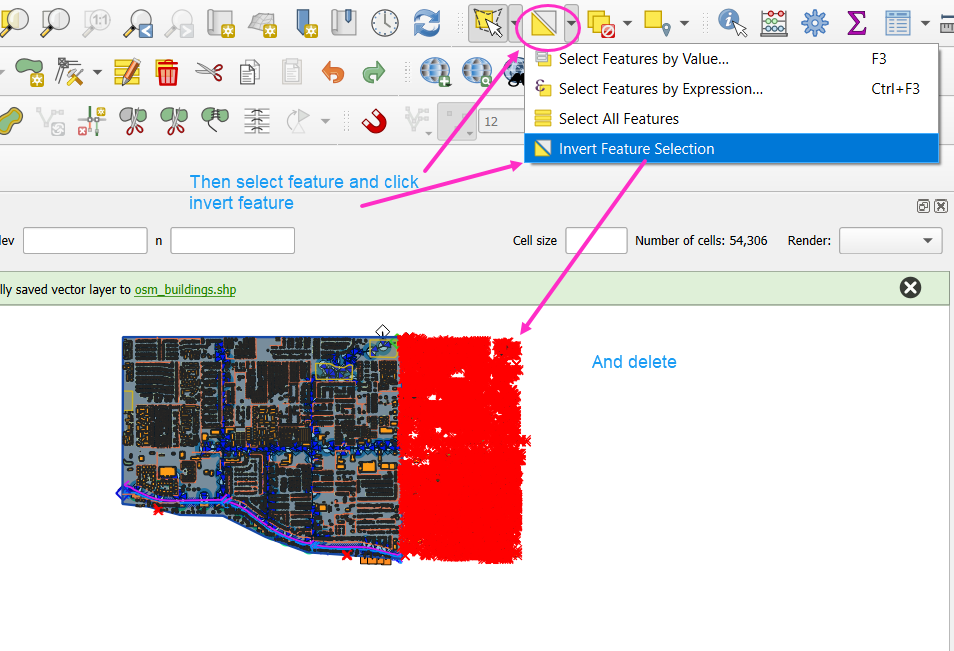 1:1
Select Features by Value... F3
Select Features by Expression... Ctrl+F3
Select All Features
12
Invert Feature Selection
Then select feature and click
invert feature
lev n Cell size Number of cells: 54,306 Render:
lly saved vector layer to osm_buildings.shp
And delete